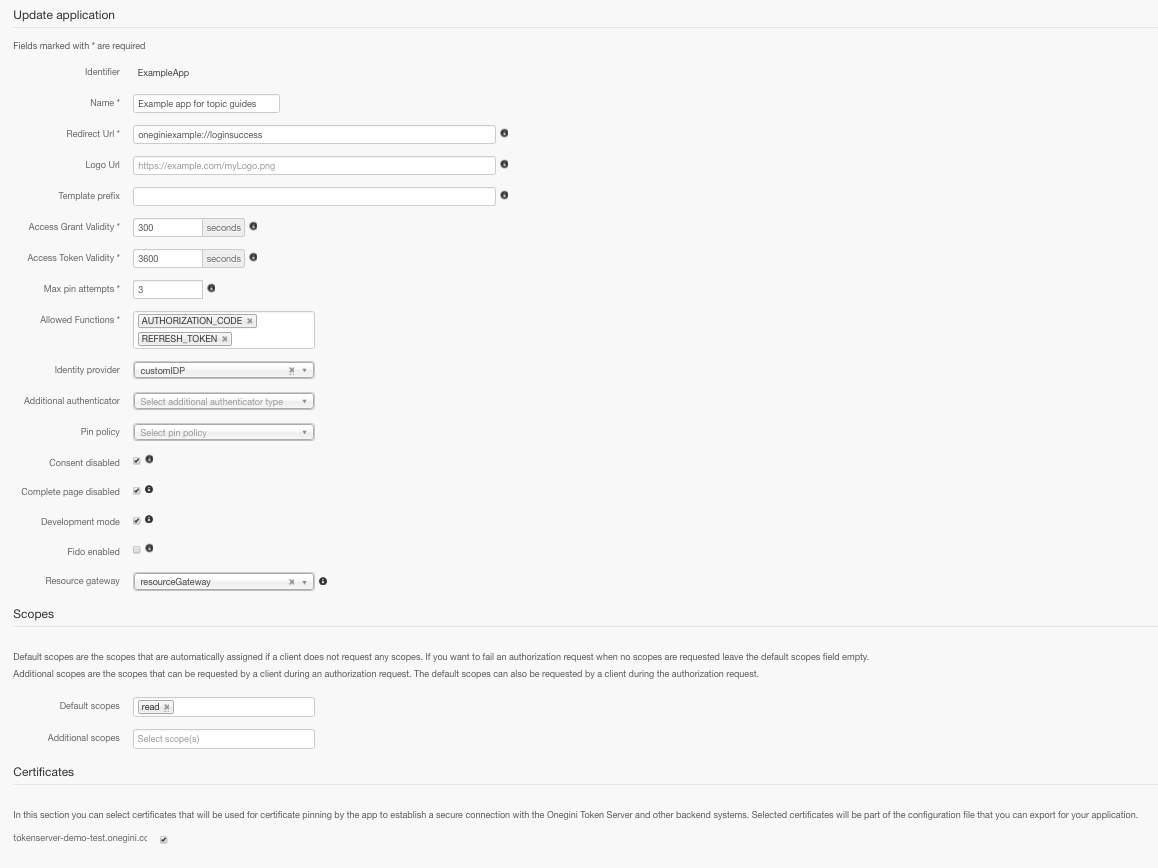 Update application
Fields marked with * are required
Identifier ExampleApp
Name * Example app for topic guides
Redirect Url * oneginiexample://loginsuccess
Logo Url https://example.com/myLogo.png
Template prefix
Access Grant Validity * 300 seconds
Access Token Validity * 3600 seconds
Max pin attempts * 3
Allowed Functions * AUTHORIZATION_CODE
REFRESH_TOKEN
Identity provider customIDP
Additional authenticator Select additional authenticator type
Pin policy Select pin policy
Consent disabled
Complete page disabled
Development mode
Fido enabled
Resource gateway resourceGateway
Scopes
Default scopes are the scopes that are automatically assigned if a client does not request any scopes. If you want to fail an authorization request when no scopes are requested leave the default scopes field empty.
Additional scopes are the scopes that can be requested by a client during an authorization request. The default scopes can also be requested by a client during the authorization request.
Default scopes read
Additional scopes Select scope(s)
Certificates
In this section you can select certificates that will be used for certificate pinning by the app to establish a secure connection with the Onegini Token Server and other backend systems. Selected certificates will be part of the configuration file that you can export for your application.
tokenserver-demo-test.onegini.cc